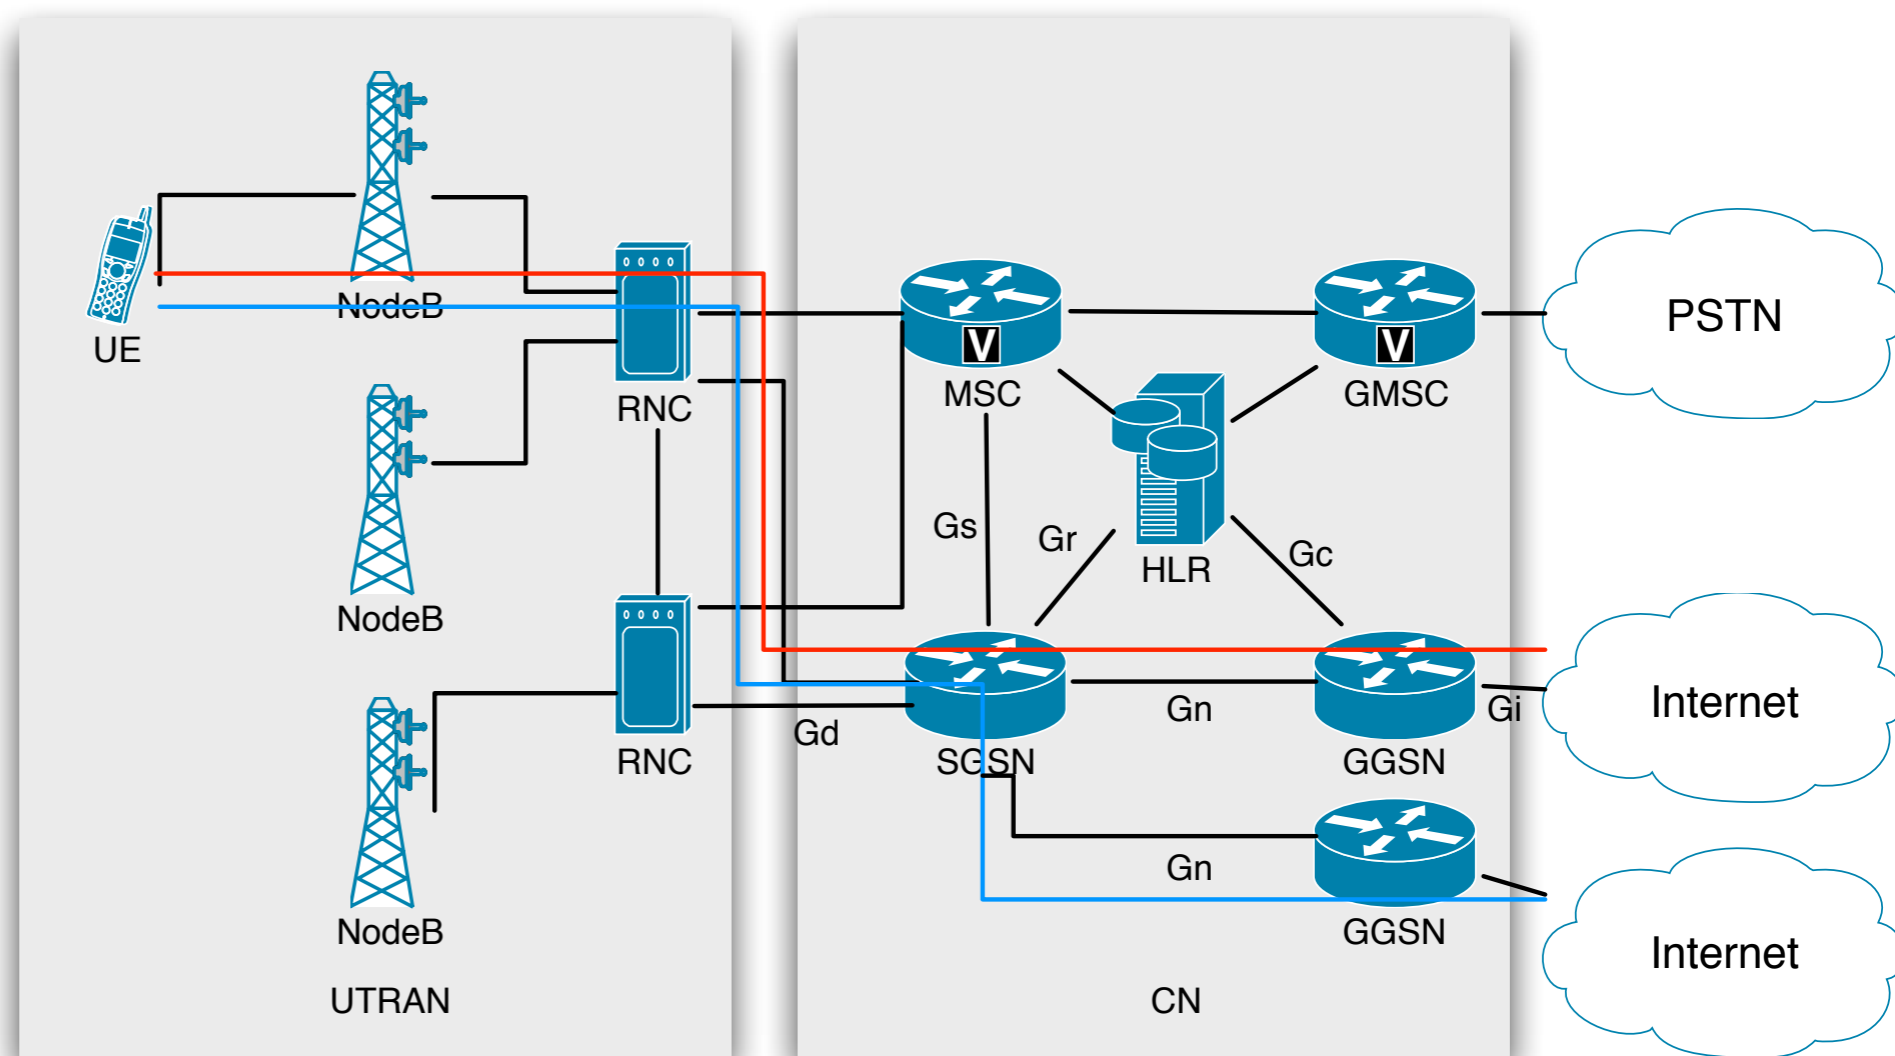 NodeB
UE
RNC
NodeB
RNC
NodeB
UTRAN
V
MSC
V
GMSC
PSTN
HLR
Gs
Gr
Gc
Gd
SGSN
Gn
GGSN
Gi
Internet
Gn
GGSN
Internet
CN